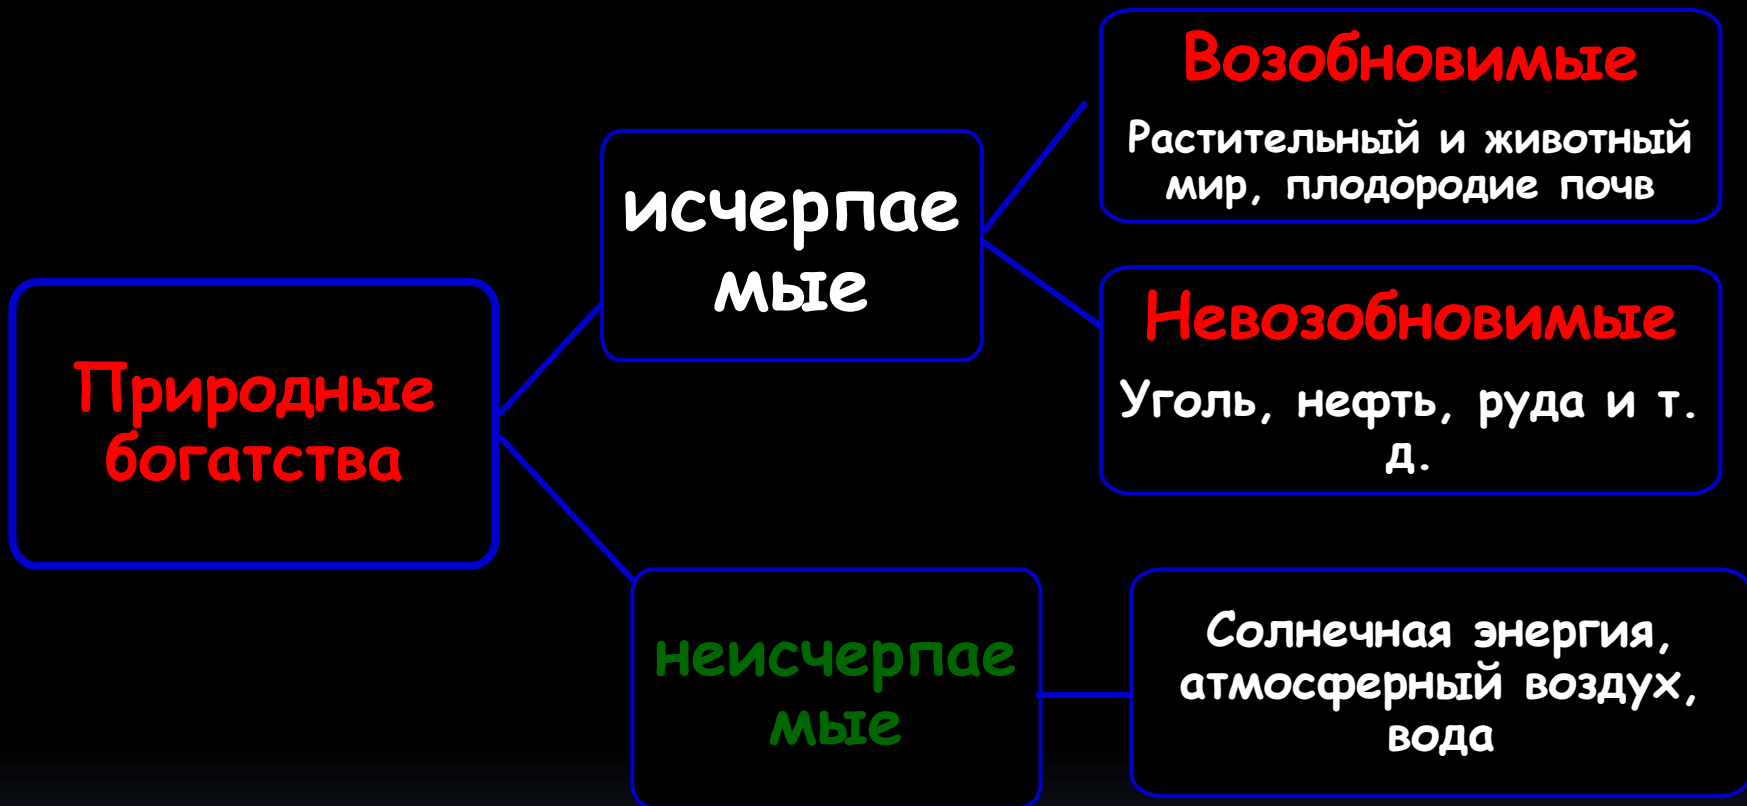 Природные
богатства
исчерпае
мые
Возобновимые
Растительный и животный
мир, плодородие почв
Невозобновимые
Уголь, нефть, руда и т.
д.
неисчерпае
мые
Солнечная энергия,
атмосферный воздух,
вода